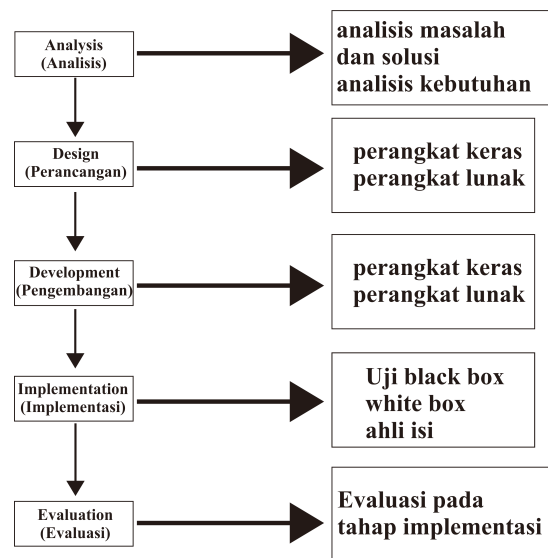 Analysis
(Analisis)
analisis masalah
dan solusi
analisis kebutuhan
Design
(Perancangan)
perangkat keras
perangkat lunak
Development
(Pengembangan)
perangkat keras
perangkat lunak
Implementation
(Implementasi)
Uji black box
white box
ahli isi
Evaluation
(Evaluasi)
Evaluasi pada
tahap implementasi